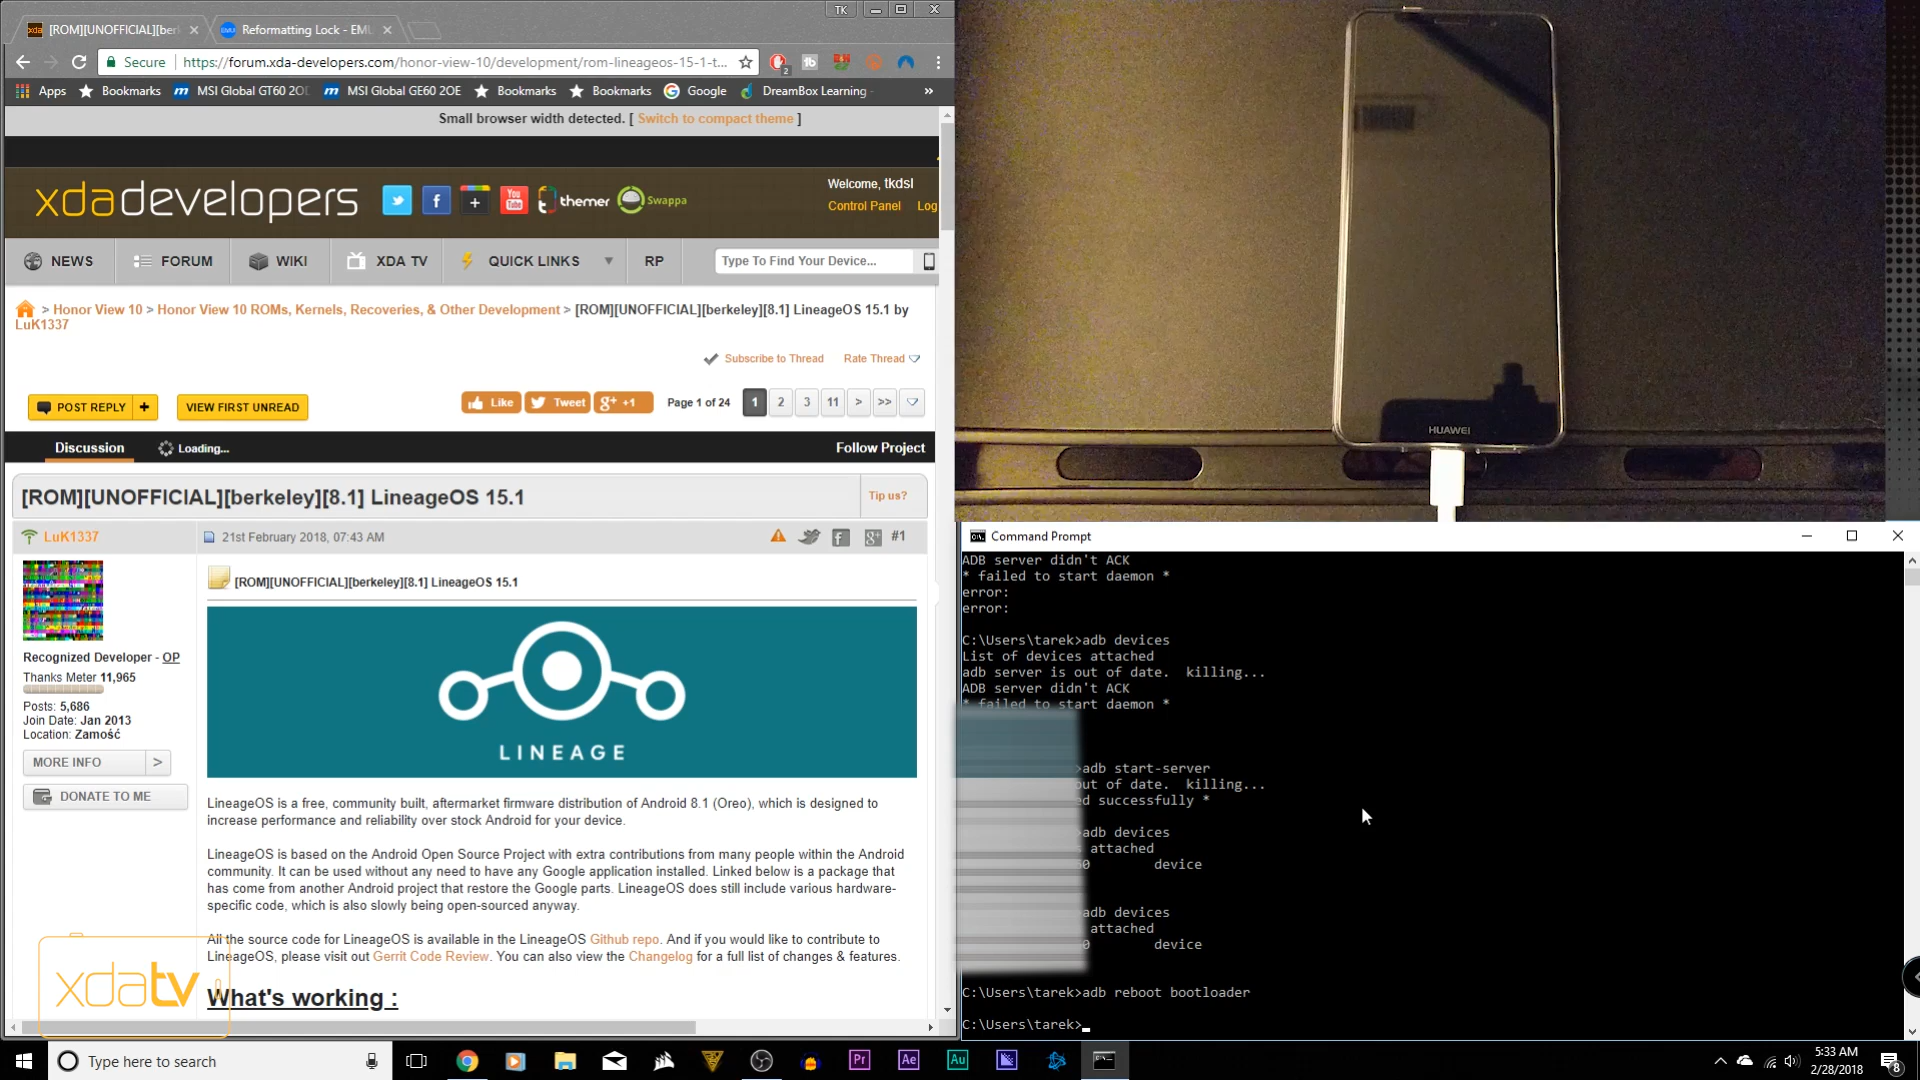 TK
[ROM][UNOFFICIAL][ber
Reformatting Lock - EMU
Secure
https://forum.xda-developers.com/honor-view-10/development/rom-lineageos-15-1-t...
2
Apps
Bookmarks
MSI Global GT60 2O
MSI Global GE60 2OE
Bookmarks
Bookmarks
Google
DreamBox Learning -
»
Small browser width detected. [ Switch to compact theme ]
xdadevelopers
You Tube
themer
Swappa
Welcome, tkdsl
Control Panel
Log
NEWS
FORUM
WIKI
XDA TV
QUICK LINKS
RP
Type To Find Your Device...
> Honor View 10 > Honor View 10 ROMs, Kernels, Recoveries, & Other Development > [ROM][UNOFFICIAL][berkeley][8.1] LineageOS 15.1 by
LuK1337
Subscribe to Thread
Rate Thread
POST REPLY +
VIEW FIRST UNREAD
Like
Tweet
g+ +1
Page 1 of 24
1 2 3 11 > >>
Discussion
Loading...
Follow Project
[ROM][UNOFFICIAL][berkeley][8.1] LineageOS 15.1
Tip us?
LuK1337
21st February 2018, 07:43 AM
#1
[ROM][UNOFFICIAL][berkeley][8.1] LineageOS 15.1
LINEAGE
Recognized Developer - OP
Thanks Meter 11,965
Posts: 5,686
Join Date: Jan 2013
Location: Zamość
MORE INFO >
DONATE TO ME
LineageOS is a free, community built, aftermarket firmware distribution of Android 8.1 (Oreo), which is designed to
increase performance and reliability over stock Android for your device.
LineageOS is based on the Android Open Source Project with extra contributions from many people within the Android
community. It can be used without any need to have any Google application installed. Linked below is a package that
has come from another Android project that restore the Google parts. LineageOS does still include various hardware-
specific code, which is also slowly being open-sourced anyway.
All the source code for LineageOS is available in the LineageOS Github repo. And if you would like to contribute to
LineageOS, please visit out Gerrit Code Review. You can also view the Changelog for a full list of changes & features.
What's working :
xdatv
HUAWEI
Command Prompt
ADB server didn't ACK
* failed to start daemon *
error:
error:
C:\Users\tarek>adb devices
List of devices attached
adb server is out of date.  killing...
ADB server didn't ACK
* failed to start daemon *
>adb start-server
out of date.  killing...
ed successfully *
>adb devices
s attached
0 device
>adb devices
attached
0 device
C:\Users\tarek>adb reboot bootloader
C:\Users\tarek>
Type here to search
Pr
Ae
Au
5:33 AM
2/28/2018
8